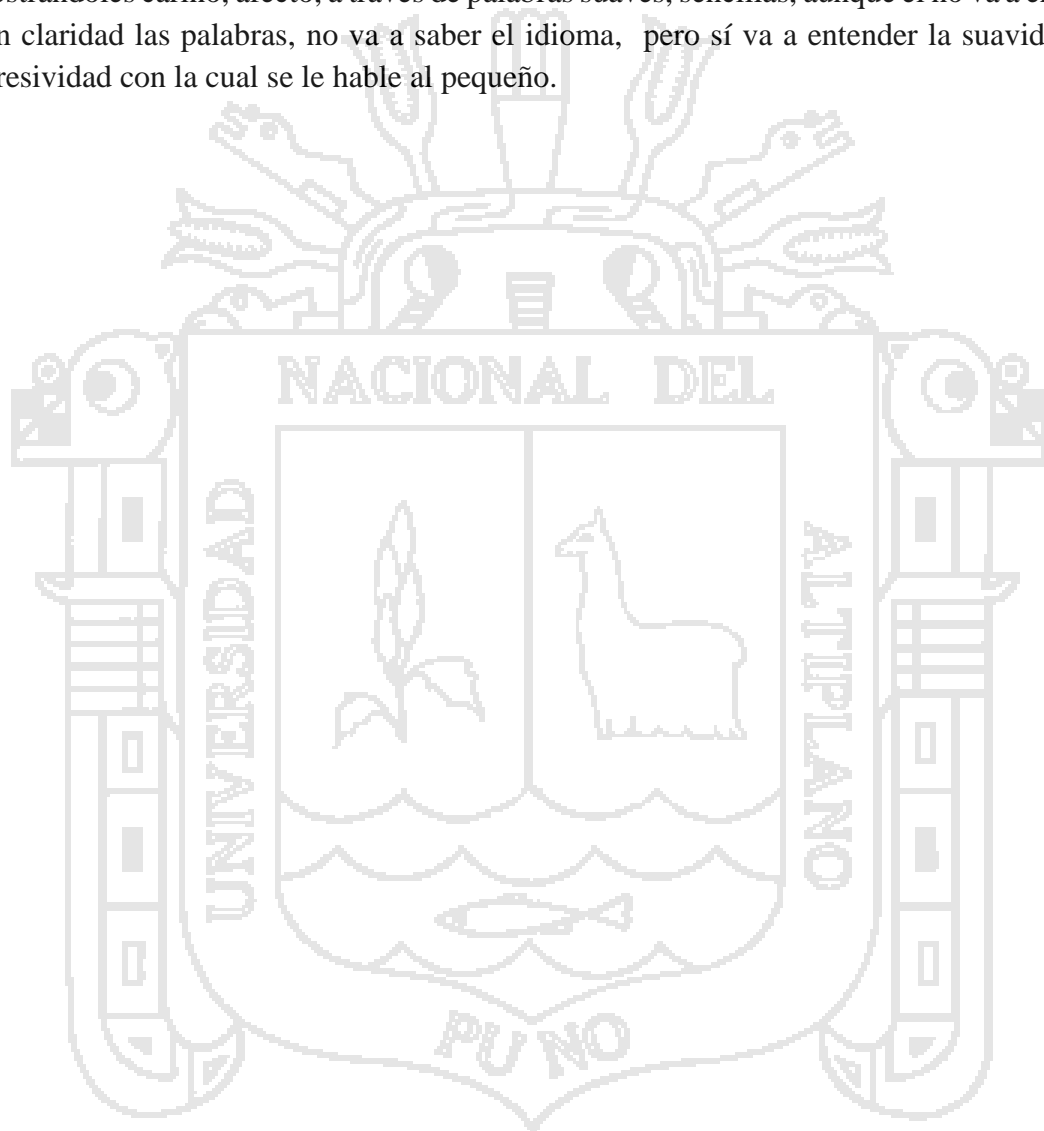 ostrándoles cariño, afecto, a través de palabras suaves, sencillas, aunque él no va a
n claridad las palabras, no va a saber el idioma, pero sí va a entender la suavid
resividad con la cual se le hable al pequeño.
UNIVERSIDAD
NACIONAL DEL
ALTIPLANO
PUNO